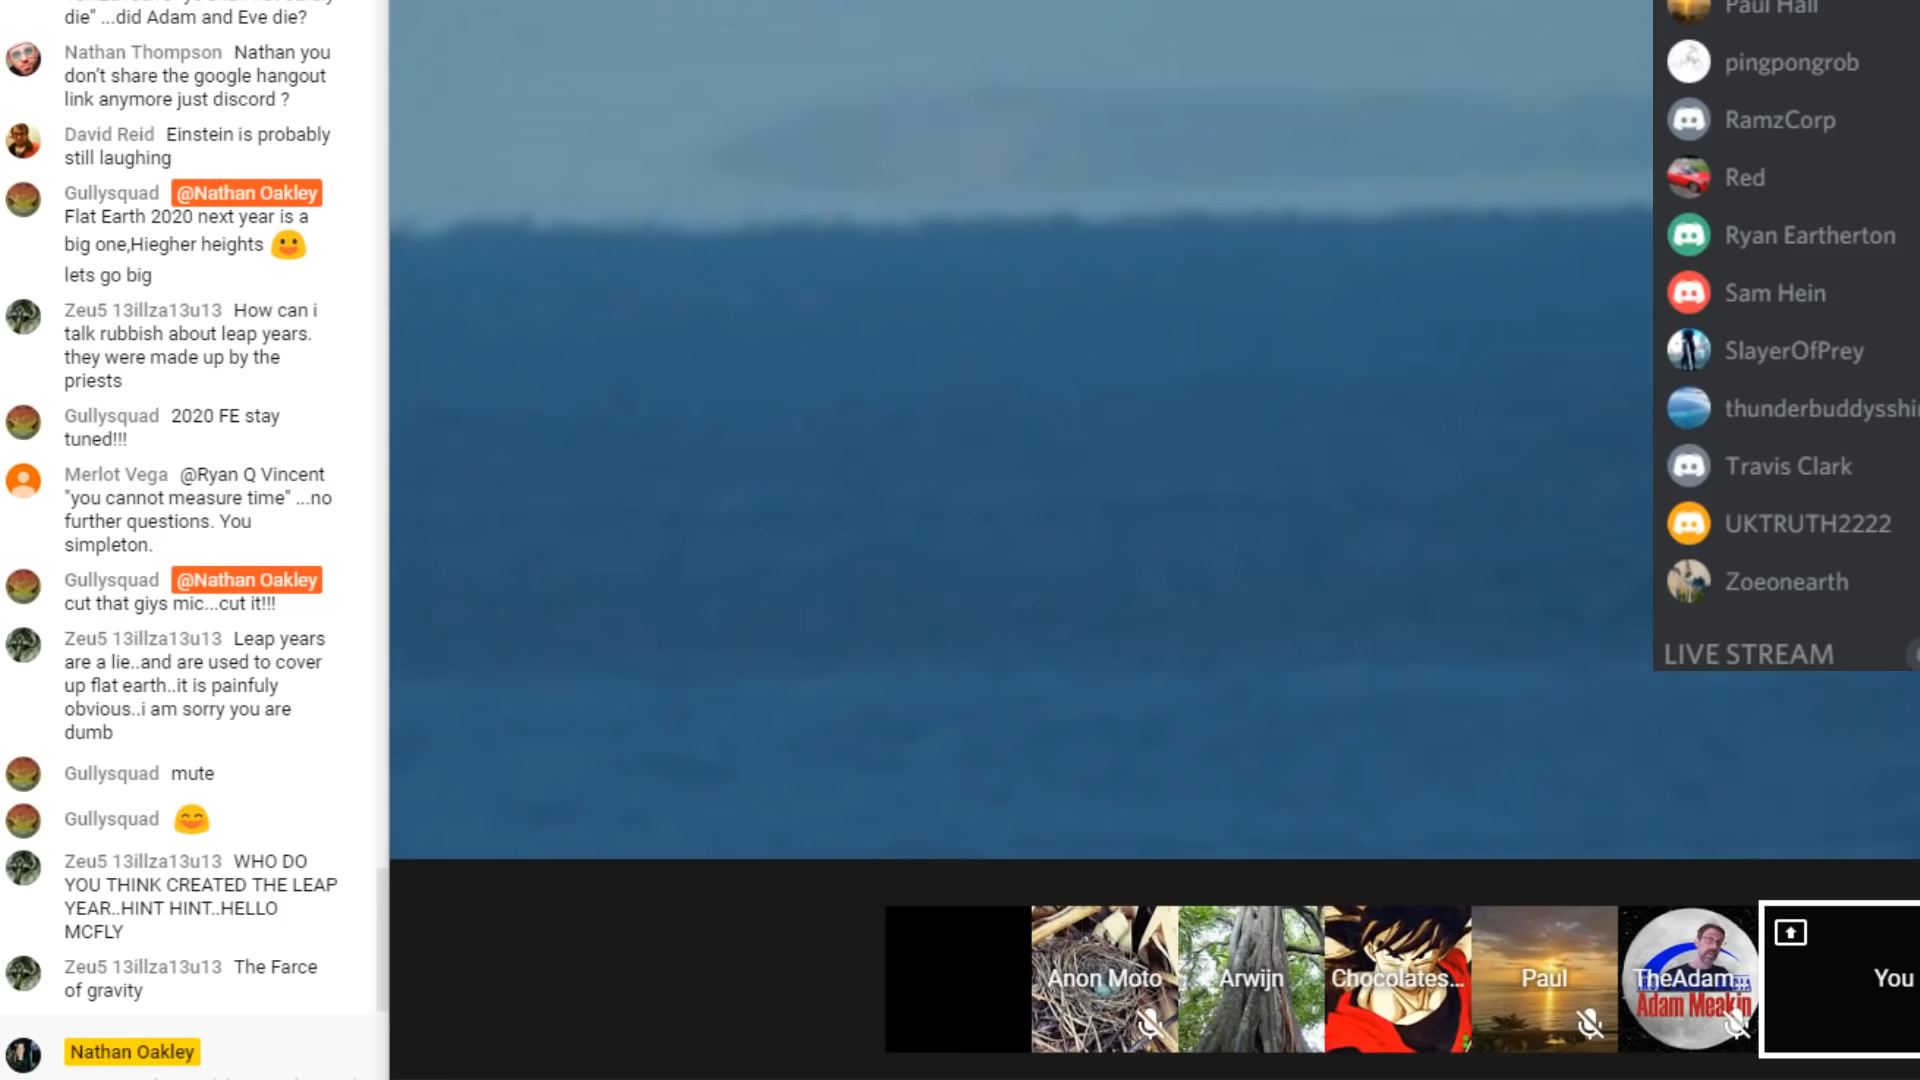 die" ...did Adam and Eve die?
Nathan Thompson Nathan you
don't share the google hangout
link anymore just discord ?
David Reid Einstein is probably
still laughing
Gullysquad @Nathan Oakley
Flat Earth 2020 next year is a
big one,Hiegher heights
lets go big
Zeu5 13illza13u13 How can i
talk rubbish about leap years.
they were made up by the
priests
Gullysquad 2020 FE stay
tuned!!!
Merlot Vega @Ryan Q Vincent
"you cannot measure time" ...no
further questions. You
simpleton.
Gullysquad @Nathan Oakley
cut that giys mic...cut it!!!
Zeu5 13illza13u13 Leap years
are a lie..and are used to cover
up flat earth..it is painfuly
obvious..i am sorry you are
dumb
Gullysquad mute
Gullysquad
Zeu5 13illza13u13 WHO DO
YOU THINK CREATED THE LEAP
YEAR..HINT HINT..HELLO
MCFLY
Zeu5 13illza13u13 The Farce
of gravity
Nathan Oakley
Paul Hall
pingpongrob
RamzCorp
Red
Ryan Eartherton
Sam Hein
SlayerOfPrey
thunderbuddysshi
Travis Clark
UKTRUTH2222
Zoeonearth
LIVE STREAM
Anon Moto
Arwijn
Chocolates...
Paul
TheAdam...
Adam Meakin
You